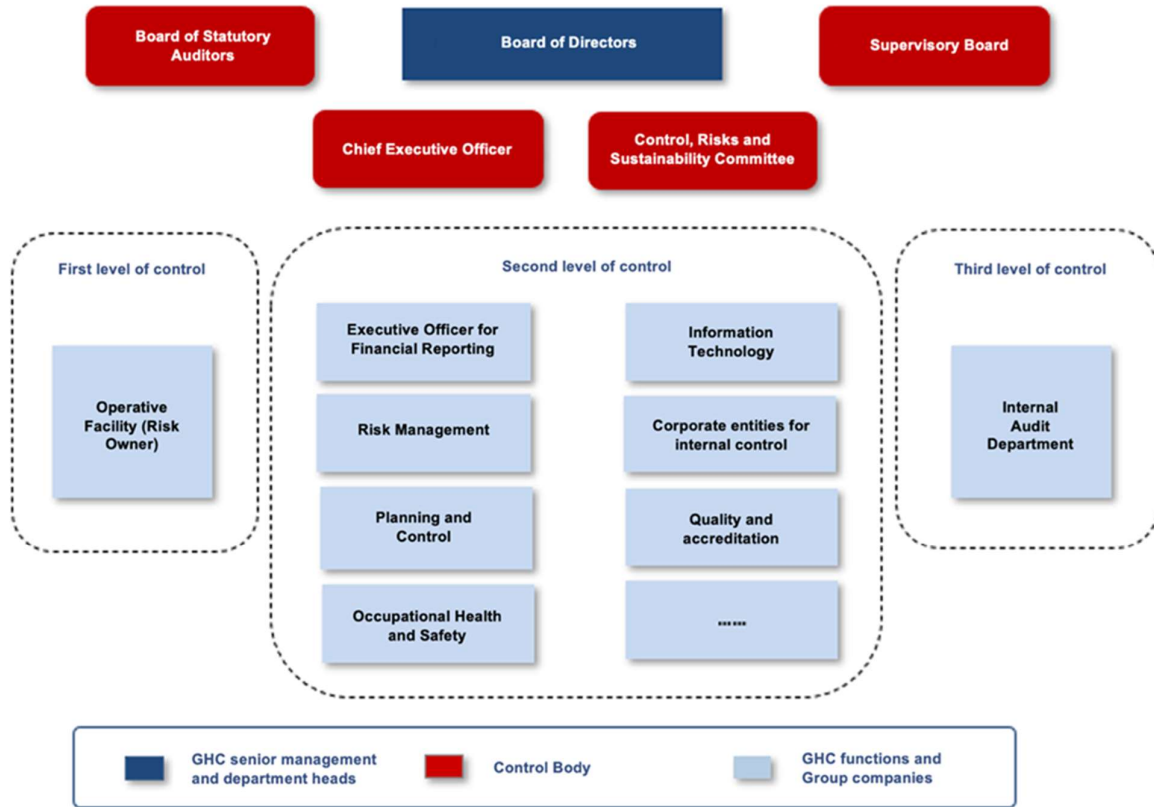 Board of Statutory
Auditors
Board of Directors
Supervisory Board
Chief Executive Officer
Control, Risks and
Sustainability Committee
First level of control
Second level of control
Third level of control
Operative
Facility (Risk
Owner)
Executive Officer for
Financial Reporting
Information
Technology
Risk Management
Corporate entities for
internal control
Planning and
Control
Quality and
accreditation
Occupational Health
and Safety
......
Internal
Audit
Department
GHC senior management
and department heads
Control Body
GHC functions and
Group companies